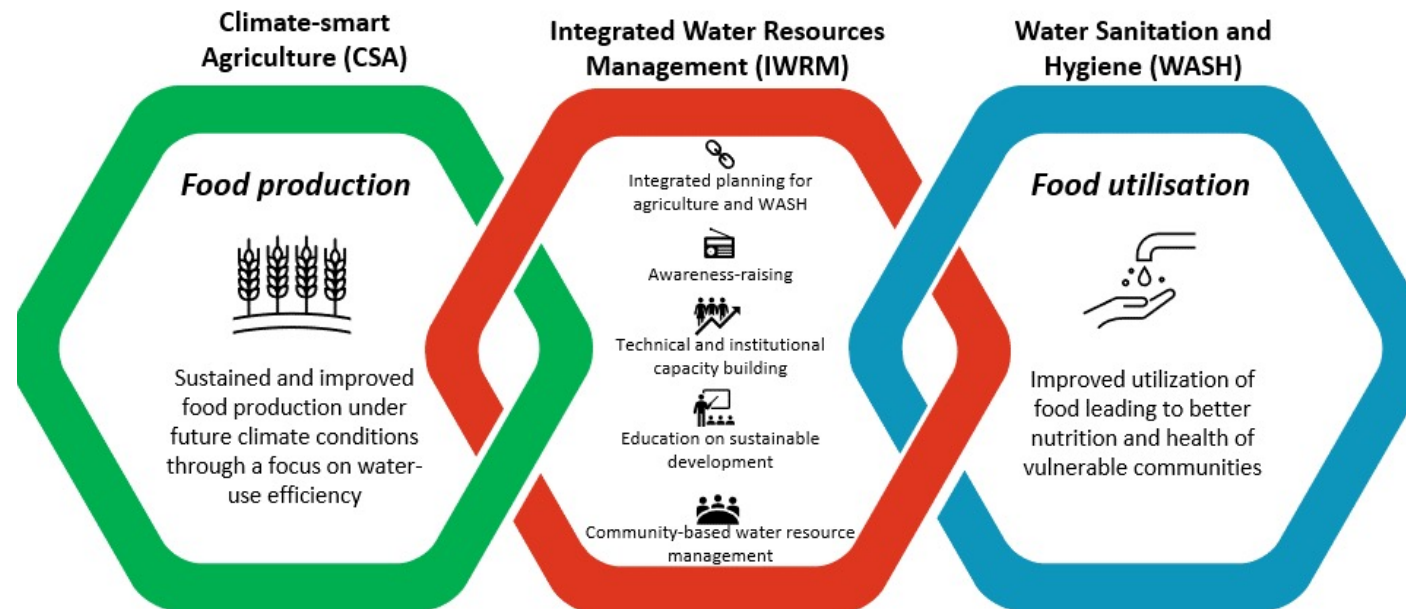 Climate-smart
Agriculture (CSA)
Food production
Sustained and improved
food production under
future climate conditions
through a focus on water-
use efficiency
Integrated Water Resources
Management (IWRM)
Integrated planning for
agriculture and WASH
Awareness-raising
Technical and institutional
capacity building
Education on sustainable
development
Community-based water resource
management
Water Sanitation and
Hygiene (WASH)
Food utilisation
Improved utilization of
food leading to better
nutrition and health of
vulnerable communities